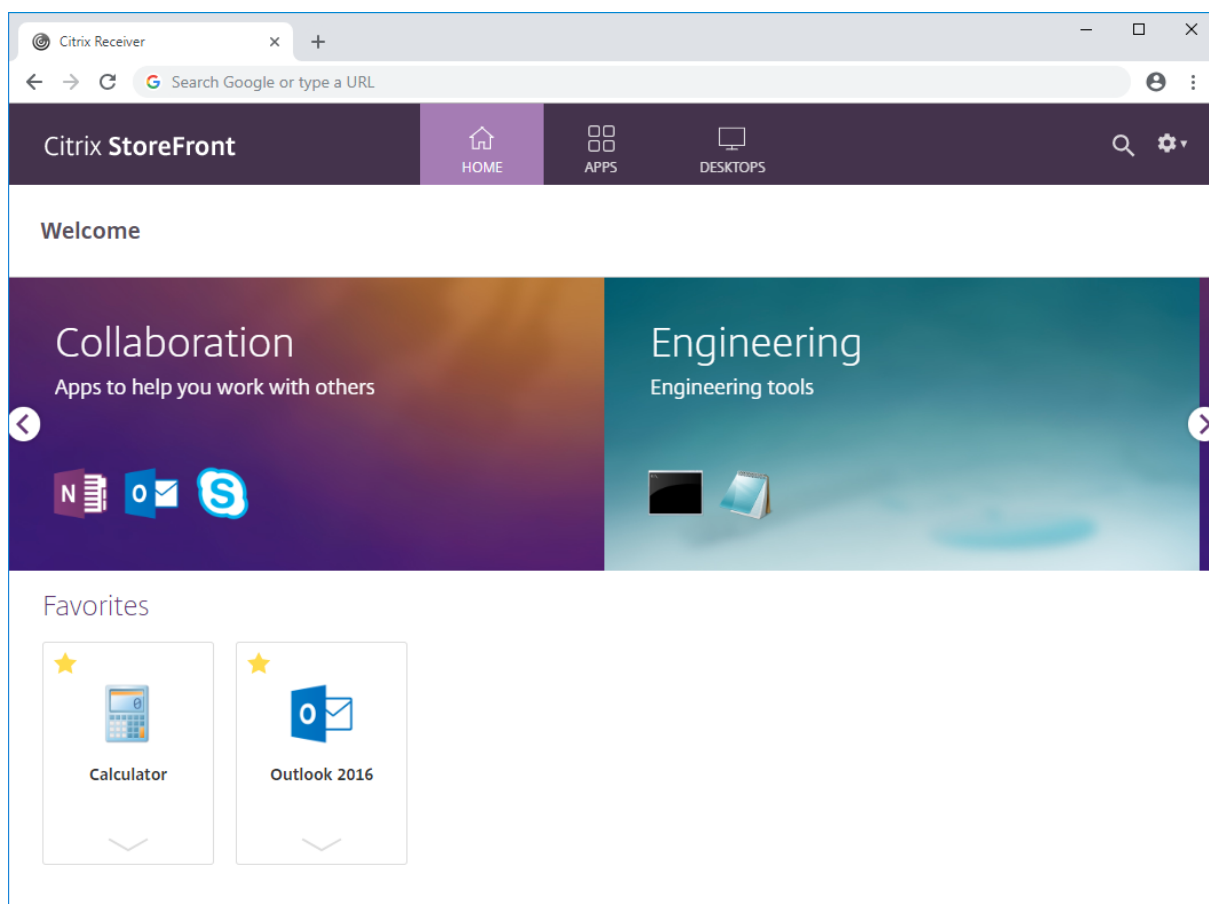 Citrix Receiver
Search Google or type a URL
Citrix StoreFront
HOME
APPS
DESKTOPS
Welcome
Collaboration
Apps to help you work with others
Engineering
Engineering tools
N
O
S
Favorites
0
Calculator
O
Outlook 2016